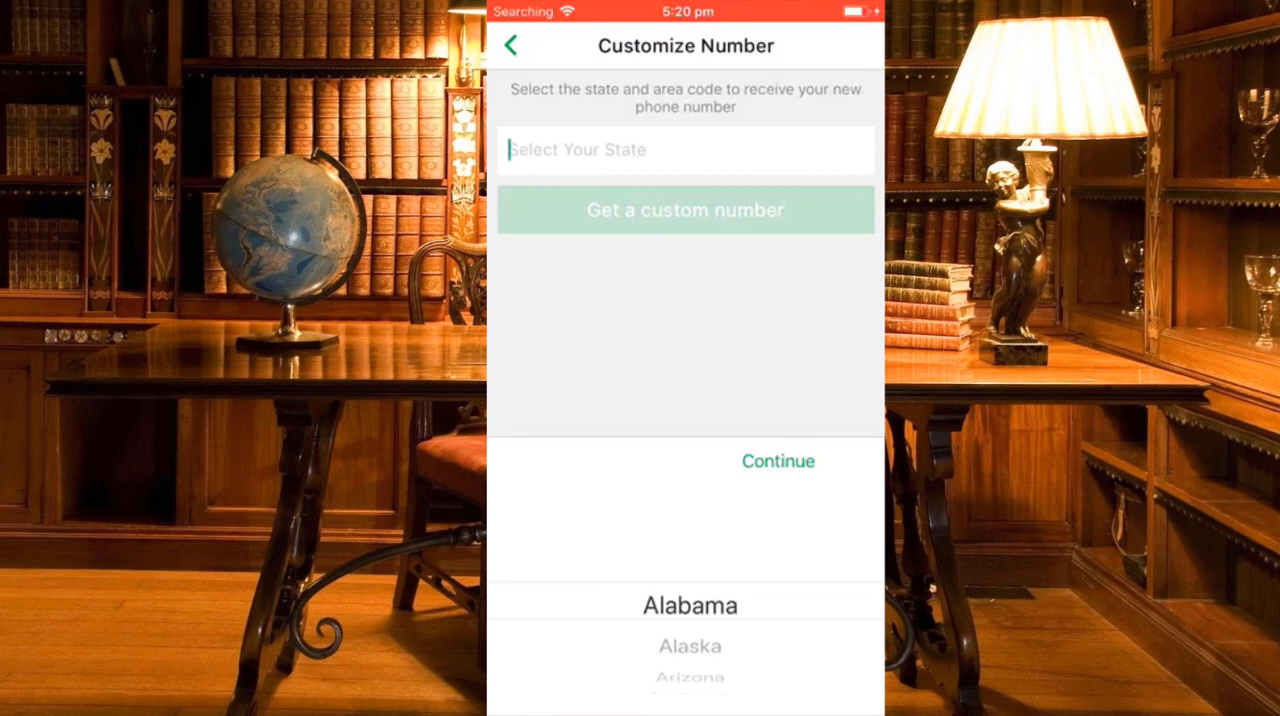 Searching
5:20 pm
Customize Number
Select the state and area code to receive your new
phone number
Select Your State
Get a custom number
Continue
Alabama
Alaska
Arizona